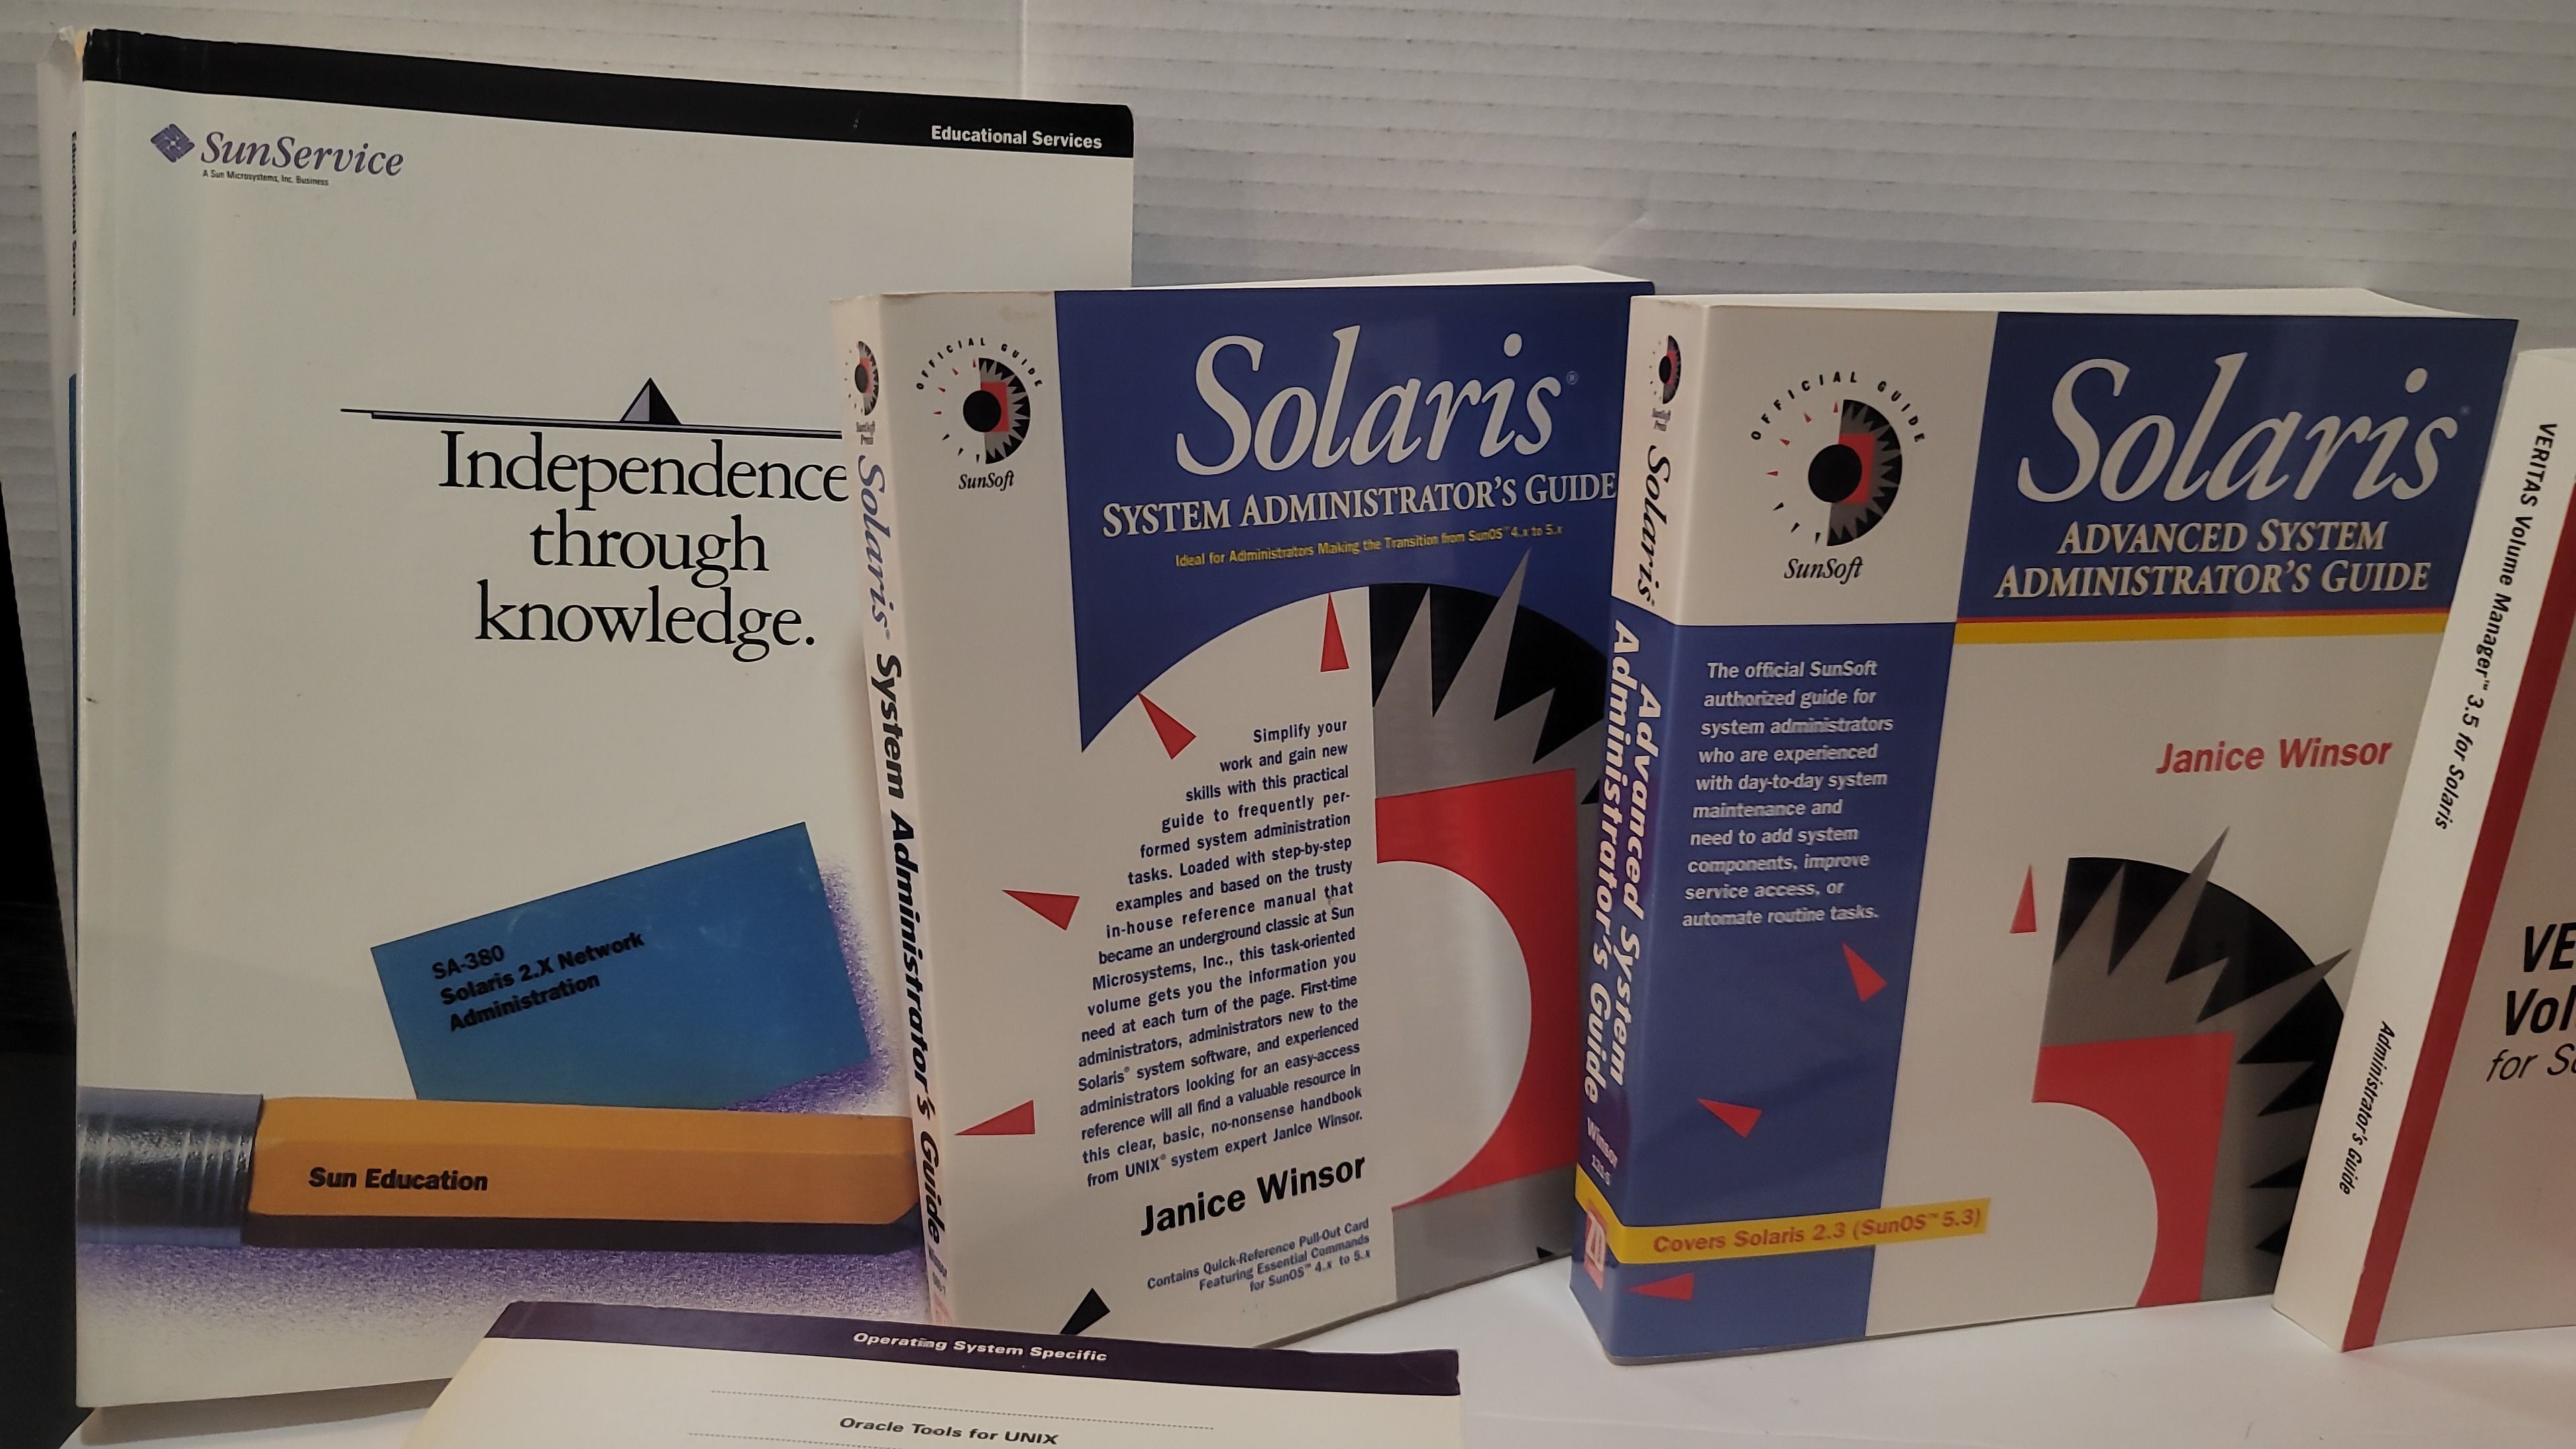 Educational Services
SunService
A Sun Microsystems, Inc. Business
Educational Services
Independence
through
knowledge.
SA-380
Solaris 2.X Network
Administration
Sun Education
SunSoft
Solaris® System Administrator's Guide
OFFICIAL GUIDE
SunSoft
Solaris®
SYSTEM ADMINISTRATOR'S GUIDE
Ideal for Administrators Making the Transition from SunOS™ 4.x to 5.x
Simplify your
work and gain new
skills with this practical
guide to frequently per-
formed system administration
tasks. Loaded with step-by-step
examples and based on the trusty
in-house reference manual that
became an underground classic at Sun
Microsystems, Inc., this task-oriented
volume gets you the information you
need at each turn of the page. First-time
administrators, administrators new to the
Solaris® system software, and experienced
administrators looking for an easy-access
reference will all find a valuable resource in
this clear, basic, no-nonsense handbook
from UNIX® system expert Janice Winsor.
Janice Winsor
Contains Quick-Reference Pull-Out Card
Featuring Essential Commands
for SunOS™ 4.x to 5.x
Solaris®
Advanced System
Administrator's Guide
Winsor
OFFICIAL GUIDE
SunSoft
Solaris®
ADVANCED SYSTEM
ADMINISTRATOR'S GUIDE
The official SunSoft
authorized guide for
system administrators
who are experienced
with day-to-day system
maintenance and
need to add system
components, improve
service access, or
automate routine tasks.
Janice Winsor
Covers Solaris 2.3 (SunOS™ 5.3)
VERITAS Volume Manager™ 3.5 for Solaris
Administrator's Guide
VE
Vol
for S
Operating System Specific
Oracle Tools for UNIX